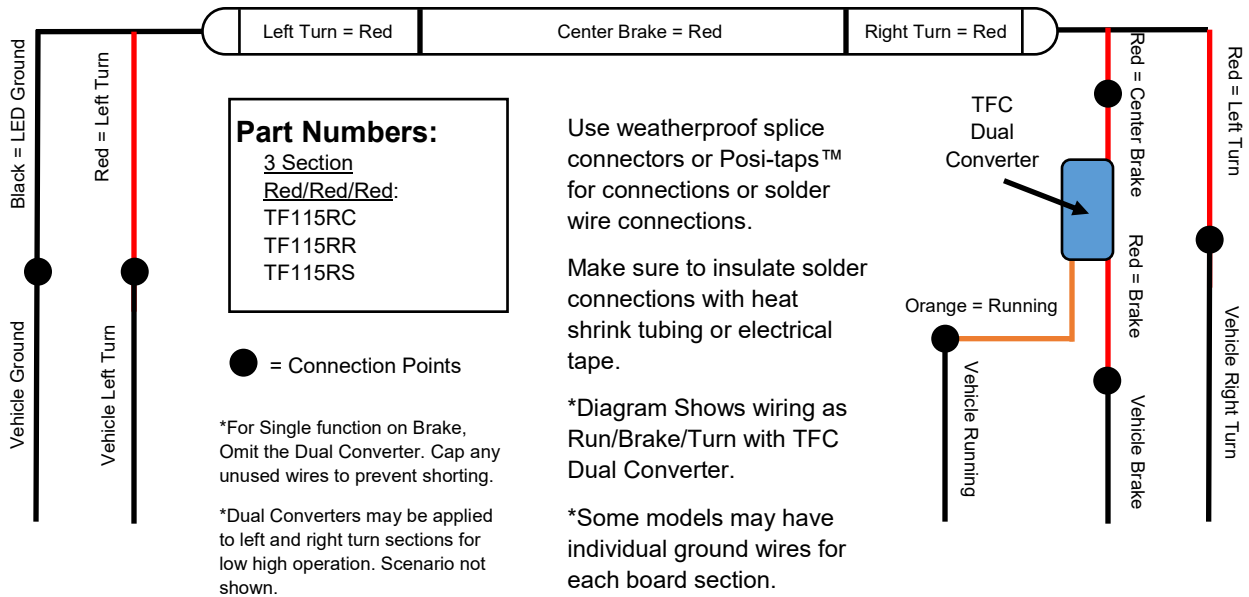 Left Turn = Red
Center Brake = Red
Right Turn = Red
Black = LED Ground
Red = Left Turn
Vehicle Ground
Vehicle Left Turn
Part Numbers:
3 Section
Red/Red/Red:
TF115RC
TF115RR
TF115RS
= Connection Points
*For Single function on Brake,
Omit the Dual Converter. Cap any
unused wires to prevent shorting.
*Dual Converters may be applied
to left and right turn sections for
low high operation. Scenario not
shown.
Use weatherproof splice
connectors or Posi-taps™
for connections or solder
wire connections.
Make sure to insulate solder
connections with heat
shrink tubing or electrical
tape.
*Diagram Shows wiring as
Run/Brake/Turn with TFC
Dual Converter.
*Some models may have
individual ground wires for
each board section.
TFC
Dual
Converter
Red = Center Brake
Red = Left Turn
Red = Brake
Orange = Running
Vehicle Running
Vehicle Brake
Vehicle Right Turn